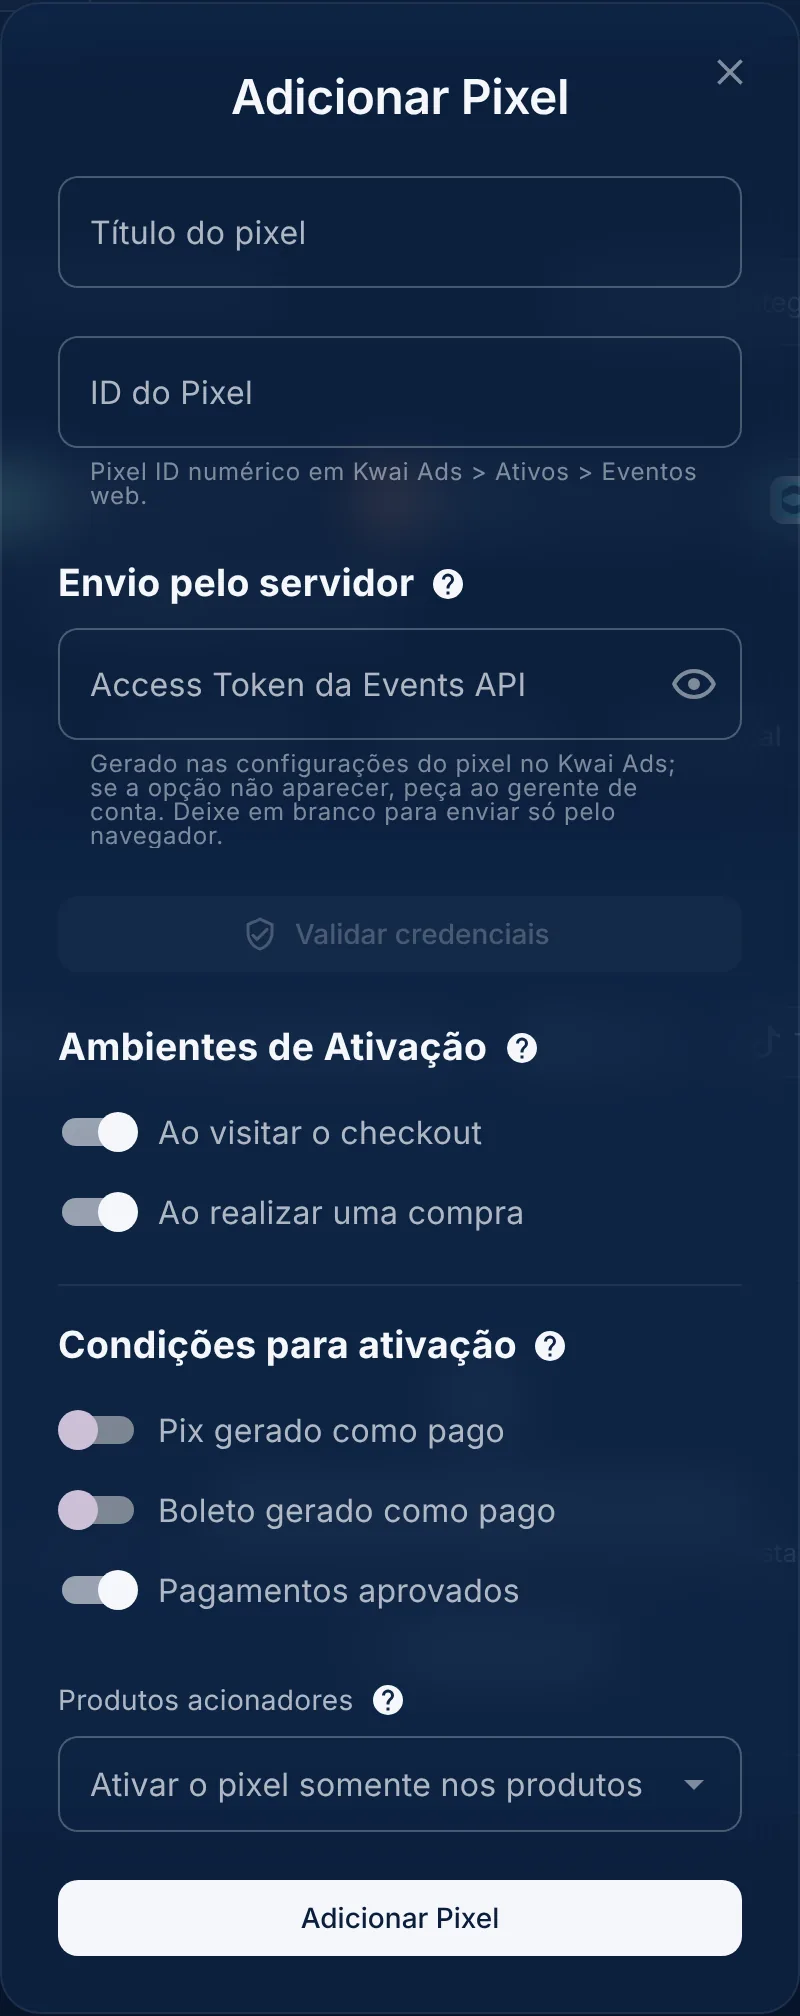 Adicionar Pixel
Título do pixel
ID do Pixel
Pixel ID numérico em Kwai Ads > Ativos > Eventos
web.
Envio pelo servidor
Access Token da Events API
Gerado nas configurações do pixel no Kwai Ads;
se a opção não aparecer, peça ao gerente de
conta. Deixe em branco para enviar só pelo
navegador.
Validar credenciais
Ambientes de Ativação
Ao visitar o checkout
Ao realizar uma compra
Condições para ativação
Pix gerado como pago
Boleto gerado como pago
Pagamentos aprovados
Produtos acionadores
Ativar o pixel somente nos produtos
Adicionar Pixel